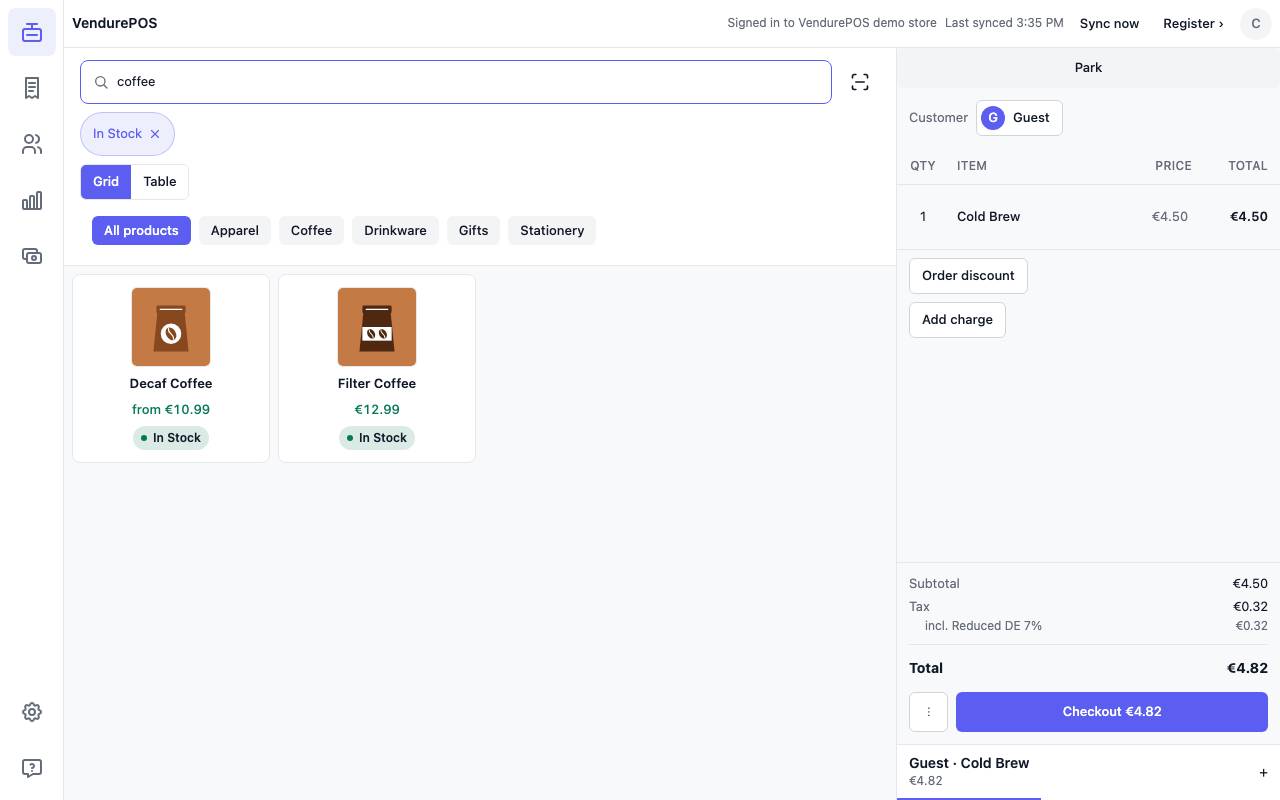 VendurePOS
Signed in to VendurePOS demo store Last synced 3:35 PM Sync now Register ›
C
coffee
In Stock
Grid Table
All products Apparel Coffee Drinkware Gifts Stationery
Decaf Coffee
from €10.99
In Stock
Filter Coffee
€12.99
In Stock
Park
Customer G Guest
QTY ITEM PRICE TOTAL
1 Cold Brew €4.50 €4.50
Order discount
Add charge
Subtotal €4.50
Tax €0.32
incl. Reduced DE 7% €0.32
Total €4.82
Checkout €4.82
Guest · Cold Brew
€4.82
+